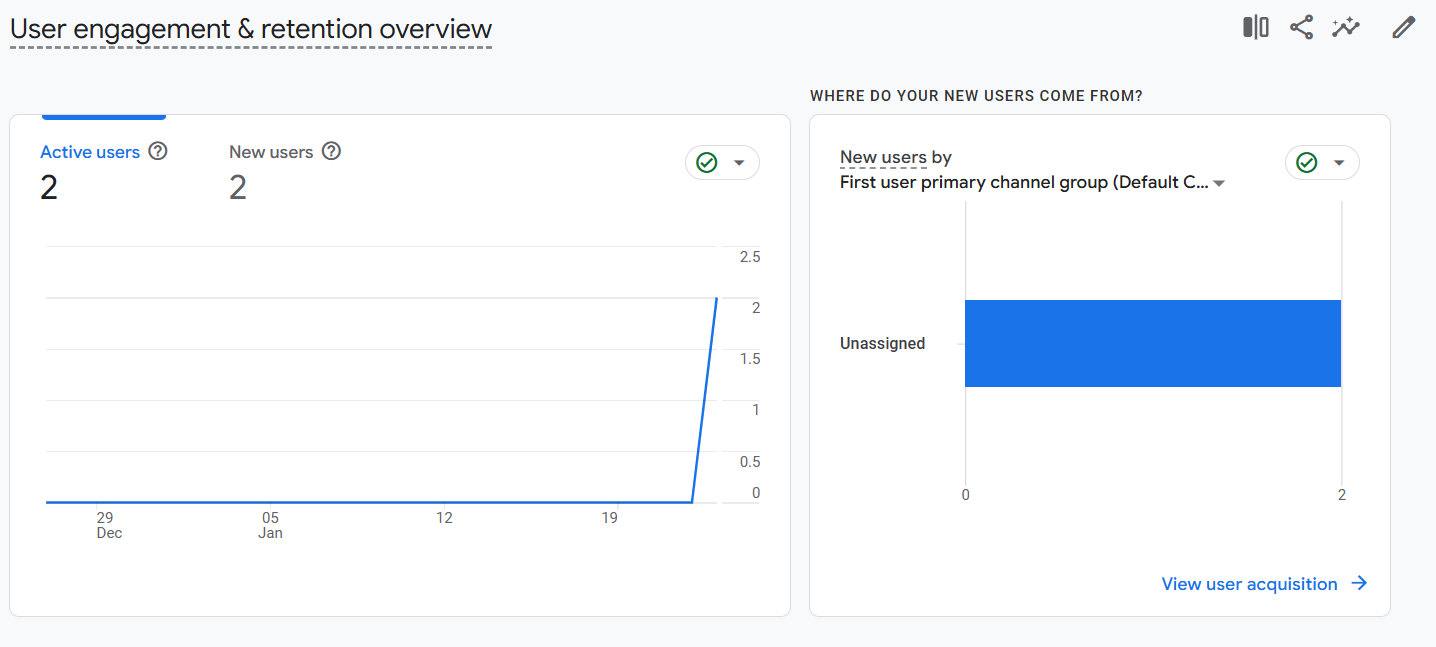 User engagement & retention overview
Active users
2
New users
2
2.5
2
1.5
1
0.5
0
29
Dec
05
Jan
12
19
WHERE DO YOUR NEW USERS COME FROM?
New users by
First user primary channel group (Default C...
Unassigned
0
2
View user acquisition